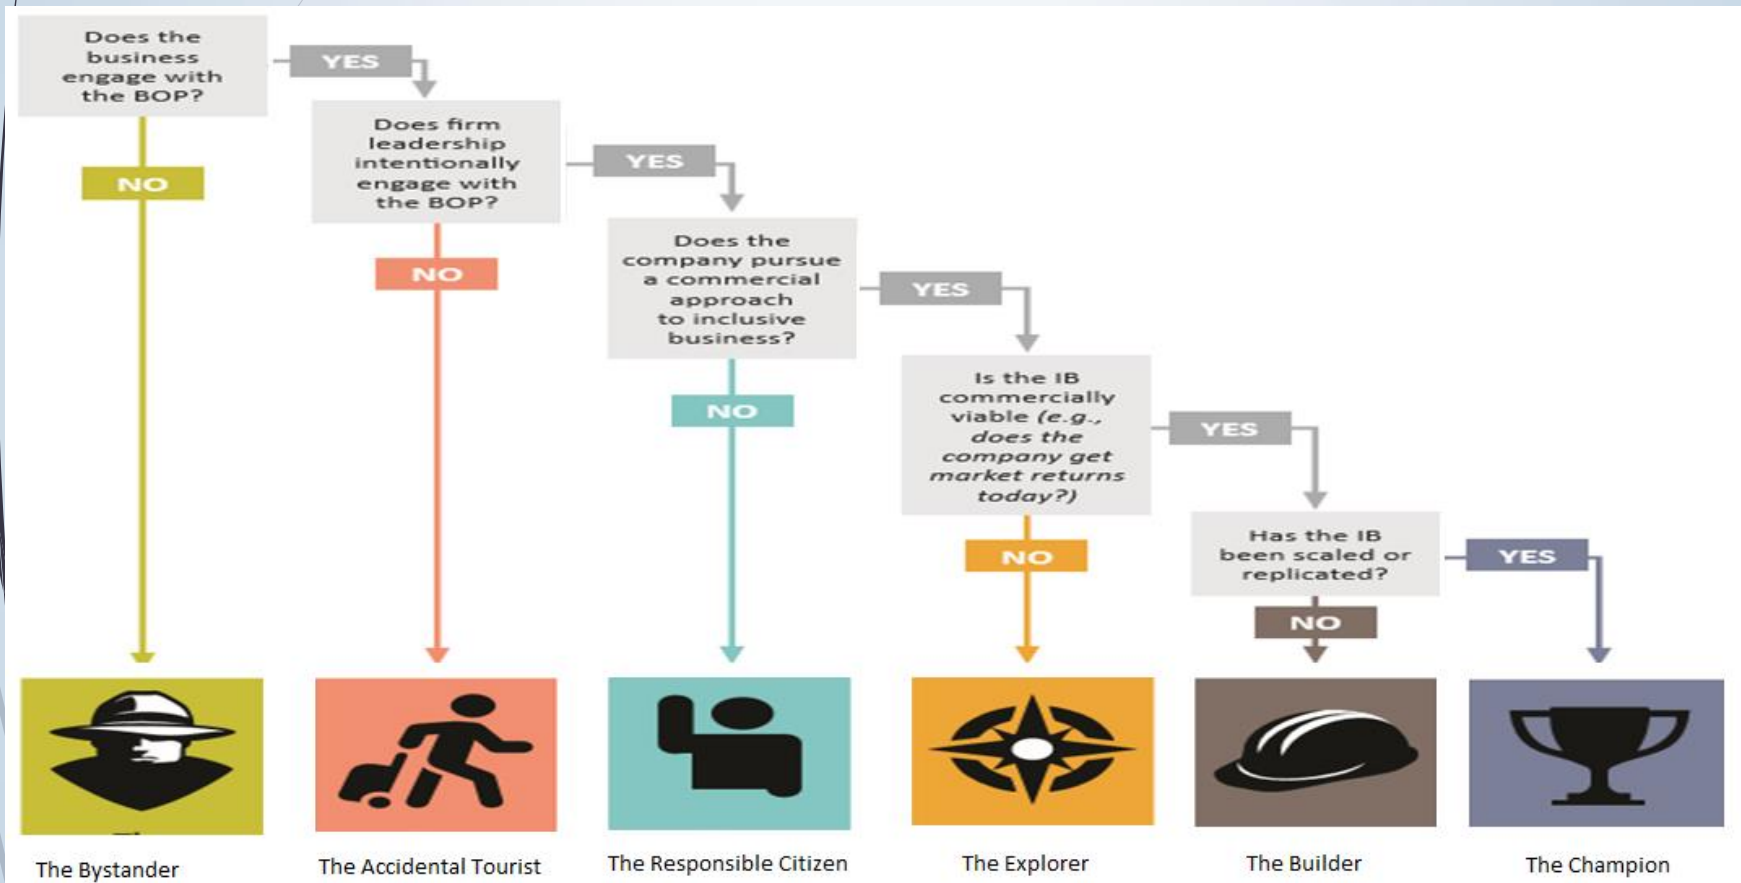 Does the
business
engage with
the BOP?
YES
NO
Does firm
leadership
intentionally
engage with
the BOP?
YES
NO
Does the
company pursue
a commercial
approach
to inclusive
business?
YES
NO
Is the IB
commercially
viable (e.g.,
does the
company get
market returns
today?)
YES
NO
Has the IB
been scaled or
replicated?
YES
NO
The Bystander
The Accidental Tourist
The Responsible Citizen
The Explorer
The Builder
The Champion